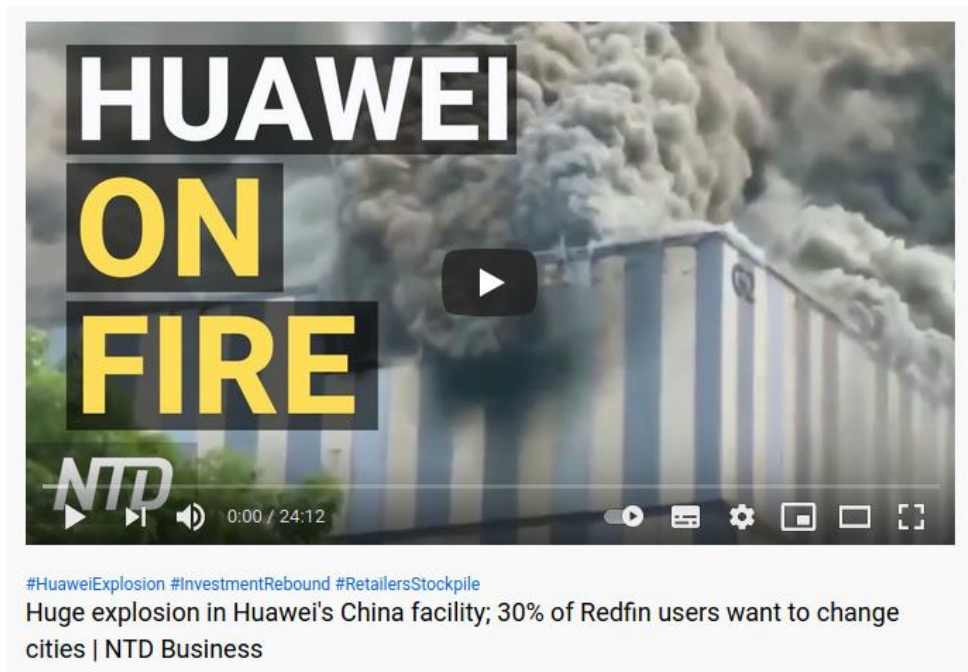 HUAWEI
ON
FIRE
G2
NTD
0:00 / 24:12
#HuaweiExplosion #InvestmentRebound #RetailersStockpile
Huge explosion in Huawei's China facility; 30% of Redfin users want to change
cities | NTD Business